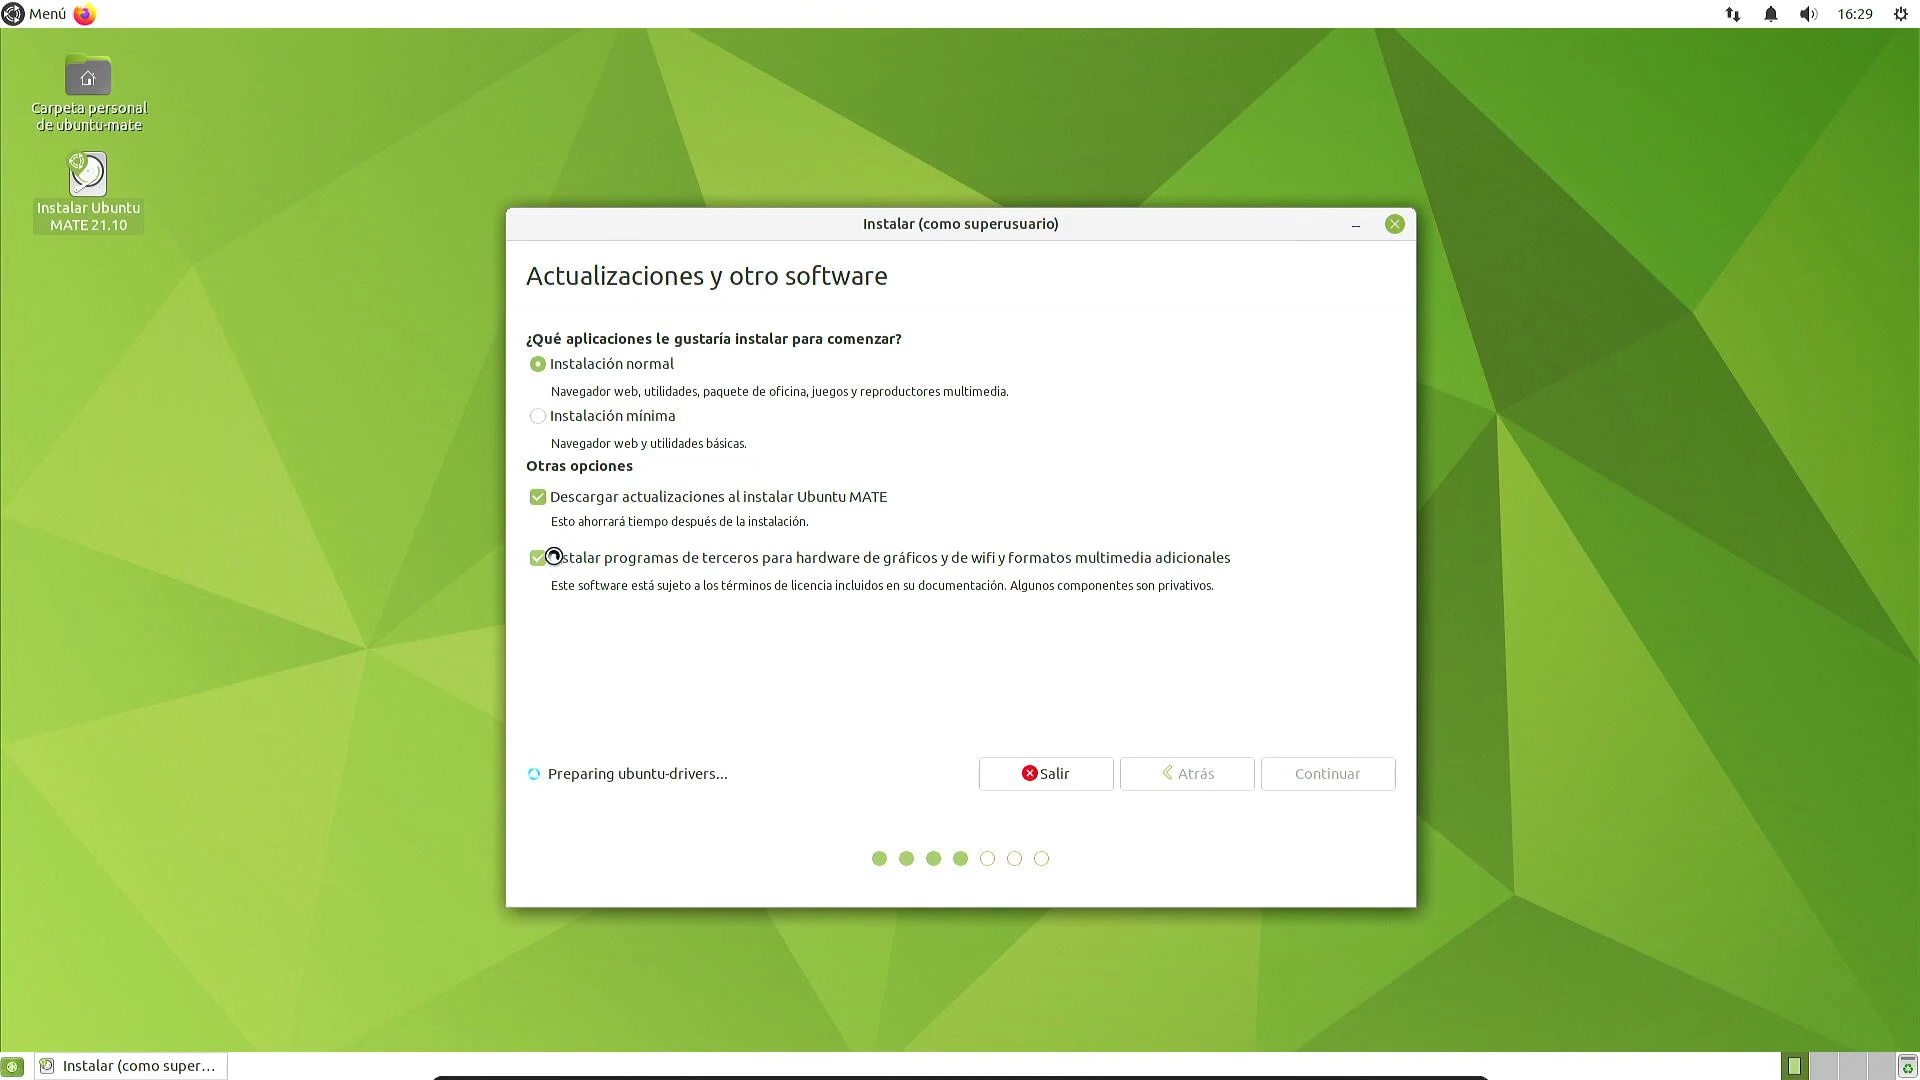 Menú
16:29
Carpeta personal
de ubuntu-mate
Instalar Ubuntu
MATE 21.10
Instalar (como superusuario)
Actualizaciones y otro software
¿Qué aplicaciones le gustaría instalar para comenzar?
Instalación normal
Navegador web, utilidades, paquete de oficina, juegos y reproductores multimedia.
Instalación mínima
Navegador web y utilidades básicas.
Otras opciones
Descargar actualizaciones al instalar Ubuntu MATE
Esto ahorrará tiempo después de la instalación.
stalar programas de terceros para hardware de gráficos y de wifi y formatos multimedia adicionales
Este software está sujeto a los términos de licencia incluidos en su documentación. Algunos componentes son privativos.
Preparing ubuntu-drivers...
Salir
Atrás
Continuar
Instalar (como super...